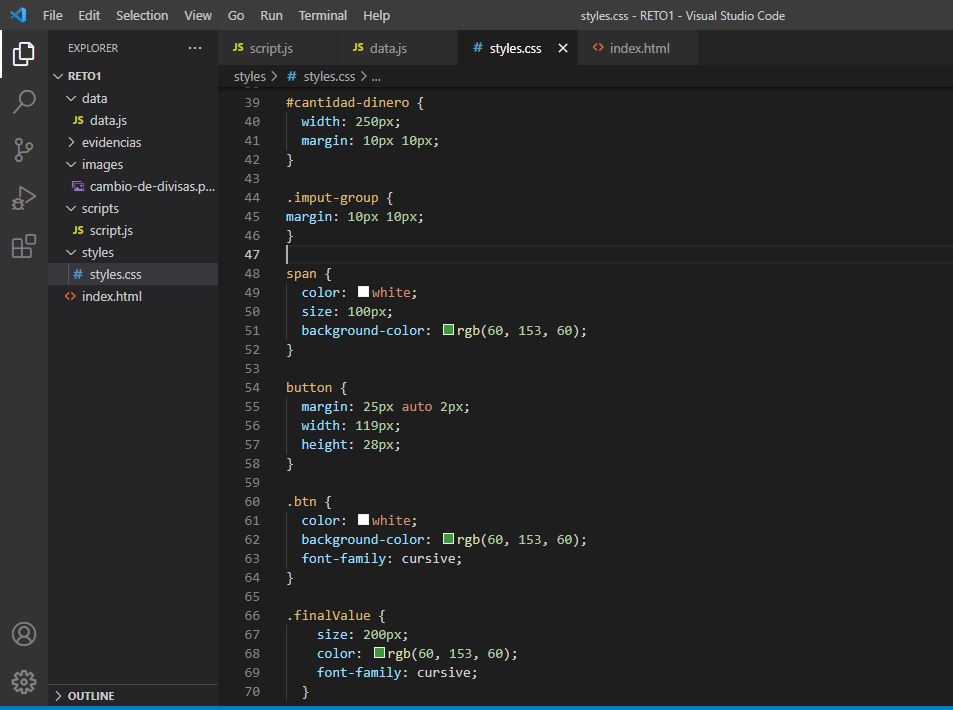 File Edit Selection View Go Run Terminal Help styles.css - RETO1 - Visual Studio Code
EXPLORER ···
RETO1
data
JS data.js
evidencias
images
cambio-de-divisas.p...
scripts
JS script.js
styles
# styles.css
<> index.html
OUTLINE
JS script.js JS data.js # styles.css × <> index.html
styles > # styles.css > ...
39 #cantidad-dinero {
40 width: 250px;
41 margin: 10px 10px;
42 }
43
44 .imput-group {
45 margin: 10px 10px;
46 }
47
48 span {
49 color: white;
50 size: 100px;
51 background-color: rgb(60, 153, 60);
52 }
53
54 button {
55 margin: 25px auto 2px;
56 width: 119px;
57 height: 28px;
58 }
59
60 .btn {
61 color: white;
62 background-color: rgb(60, 153, 60);
63 font-family: cursive;
64 }
65
66 .finalValue {
67 size: 200px;
68 color: rgb(60, 153, 60);
69 font-family: cursive;
70 }